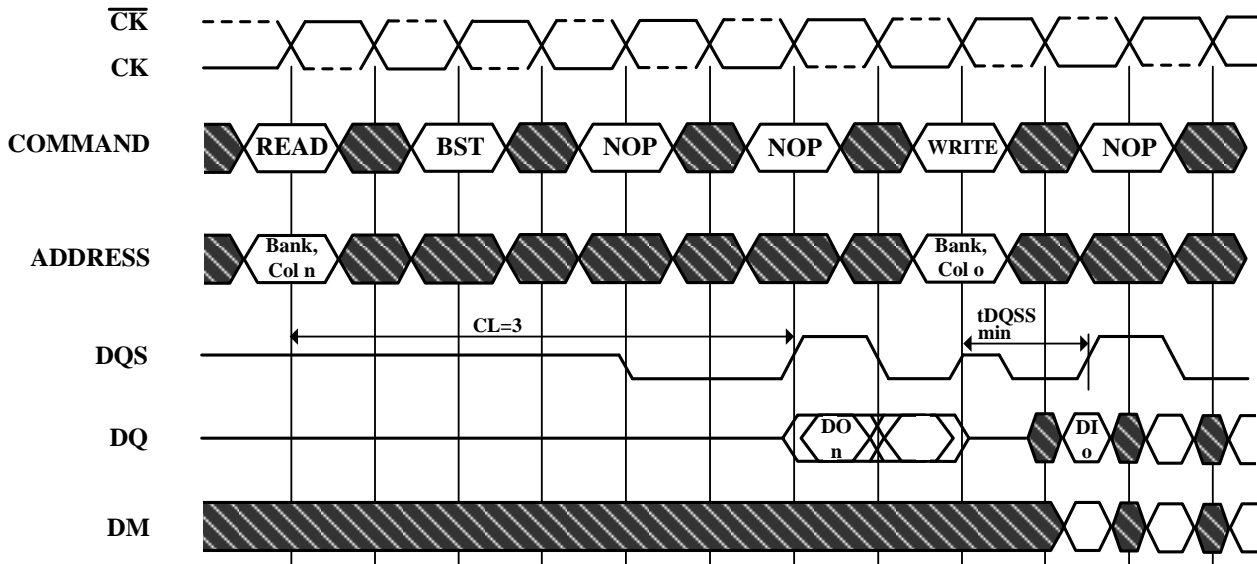 CK
CK
COMMAND
READ
BST
NOP
NOP
WRITE
NOP
ADDRESS
Bank,
Col n
Bank,
Col o
DQS
CL=3
tDQSS
min
DQ
DO
n
DI
o
DM